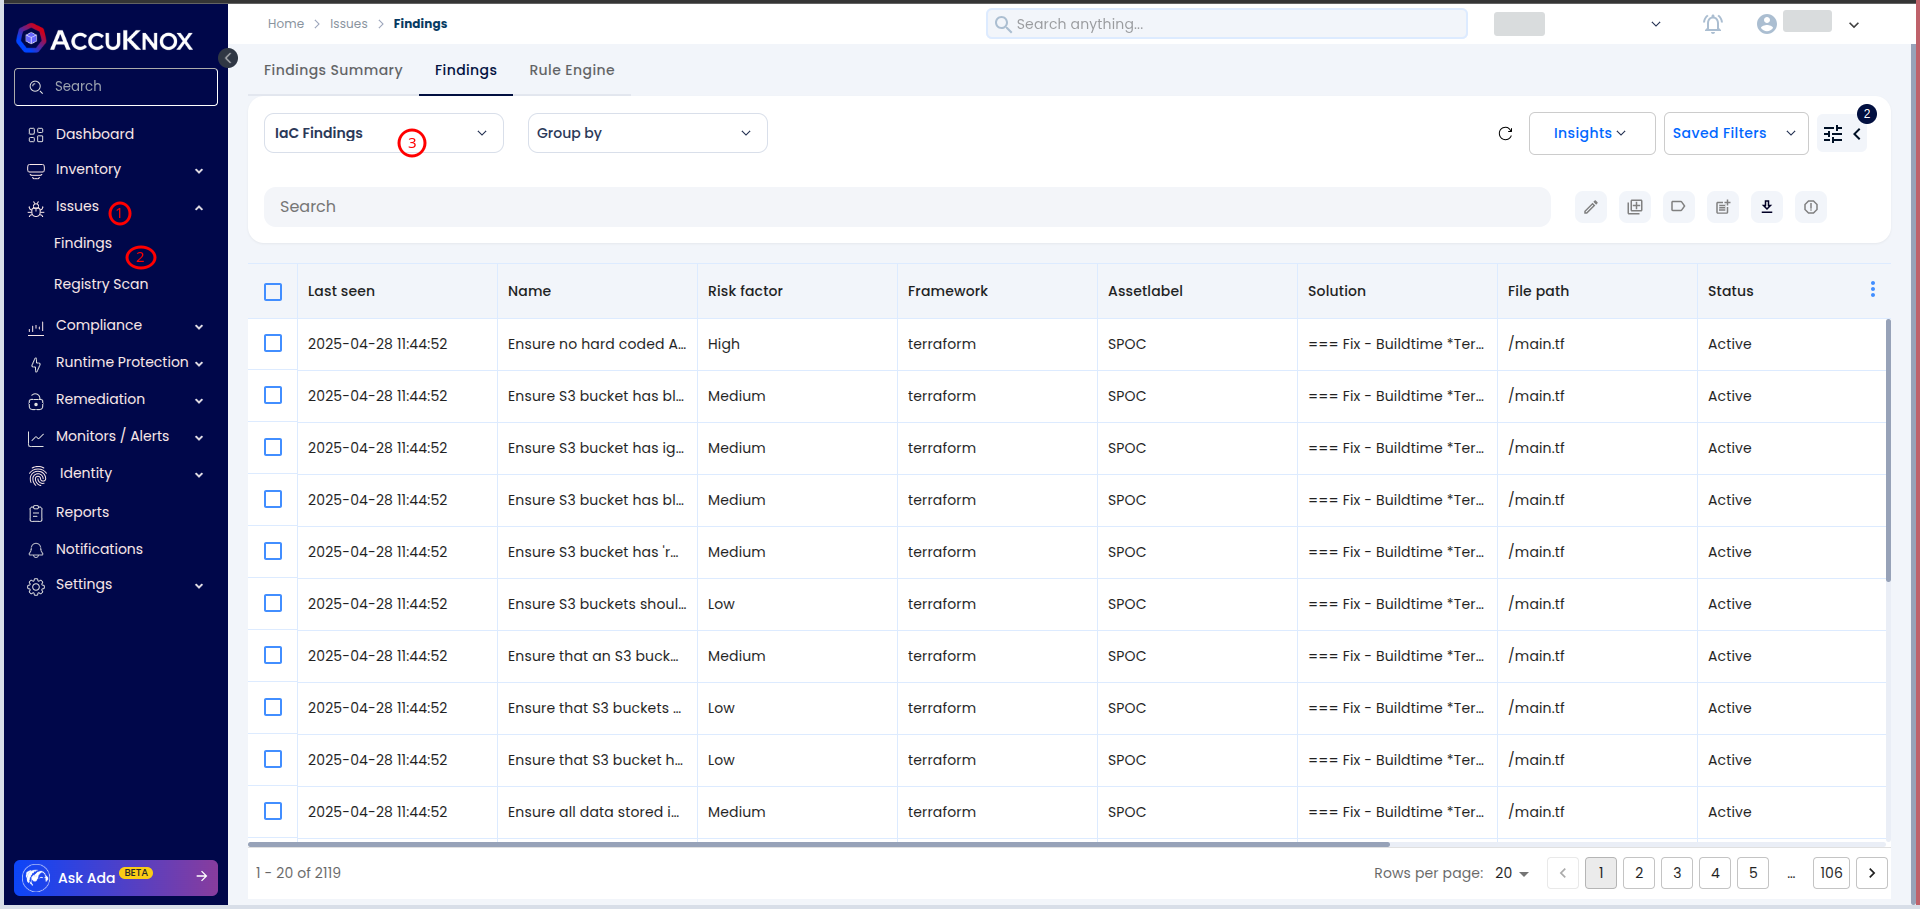 Home > Issues > Findings
Search anything...
ACCUKNOX
Search
Dashboard
Inventory
Issues 1
Findings 2
Registry Scan
Compliance
Runtime Protection
Remediation
Monitors / Alerts
Identity
Reports
Notifications
Settings
Ask Ada BETA
Findings Summary Findings Rule Engine
IaC Findings 3 Group by Insights Saved Filters 2
Search
Last seen Name Risk factor Framework Assetlabel Solution File path Status
2025-04-28 11:44:52 Ensure no hard coded A... High terraform SPOC === Fix - Buildtime *Ter... /main.tf Active
2025-04-28 11:44:52 Ensure S3 bucket has bl... Medium terraform SPOC === Fix - Buildtime *Ter... /main.tf Active
2025-04-28 11:44:52 Ensure S3 bucket has ig... Medium terraform SPOC === Fix - Buildtime *Ter... /main.tf Active
2025-04-28 11:44:52 Ensure S3 bucket has bl... Medium terraform SPOC === Fix - Buildtime *Ter... /main.tf Active
2025-04-28 11:44:52 Ensure S3 bucket has 'r... Medium terraform SPOC === Fix - Buildtime *Ter... /main.tf Active
2025-04-28 11:44:52 Ensure S3 buckets shoul... Low terraform SPOC === Fix - Buildtime *Ter... /main.tf Active
2025-04-28 11:44:52 Ensure that an S3 buck... Medium terraform SPOC === Fix - Buildtime *Ter... /main.tf Active
2025-04-28 11:44:52 Ensure that S3 buckets ... Low terraform SPOC === Fix - Buildtime *Ter... /main.tf Active
2025-04-28 11:44:52 Ensure that S3 bucket h... Low terraform SPOC === Fix - Buildtime *Ter... /main.tf Active
2025-04-28 11:44:52 Ensure all data stored i... Medium terraform SPOC === Fix - Buildtime *Ter... /main.tf Active
1 - 20 of 2119 Rows per page: 20 < 1 2 3 4 5 ... 106 >